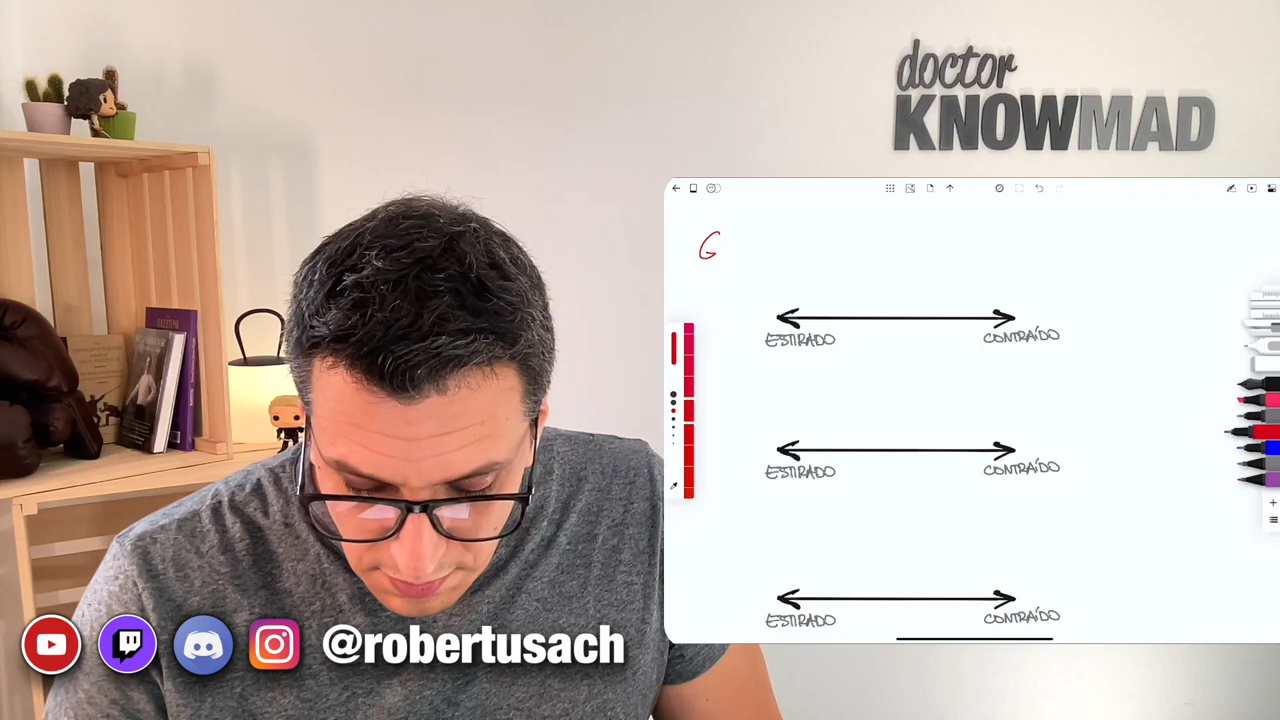 doctor
KNOWMAD
G
ESTIRADO CONTRAÍDO
ESTIRADO CONTRAÍDO
ESTIRADO CONTRAÍDO
@robertusach